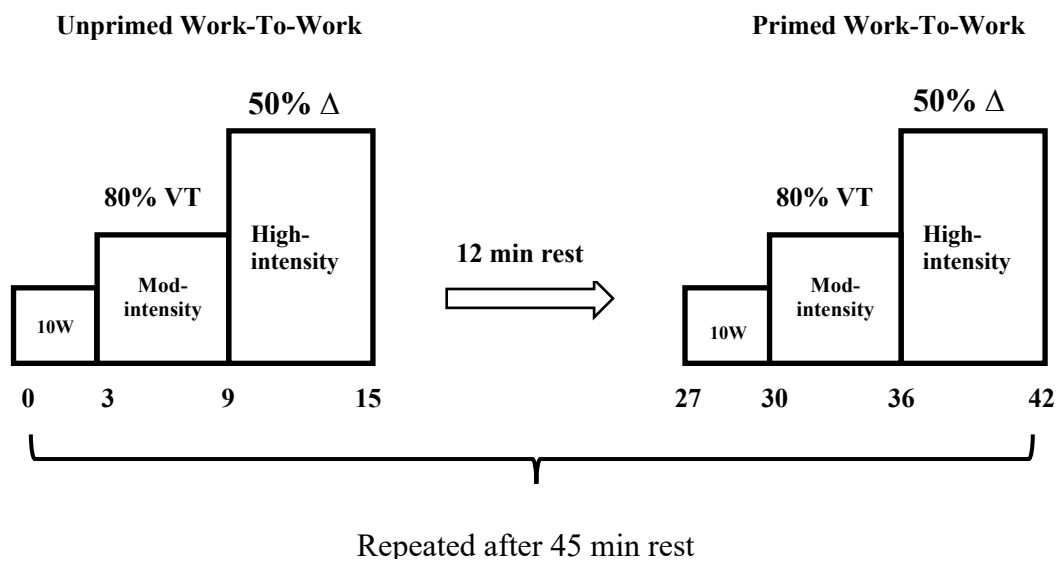 Unprimed Work-To-Work
Primed Work-To-Work
50% Δ
50% Δ
80% VT
80% VT
High-
intensity
High-
intensity
12 min rest
Mod-
intensity
Mod-
intensity
10W
10W
0 3 9 15
27 30 36 42
Repeated after 45 min rest